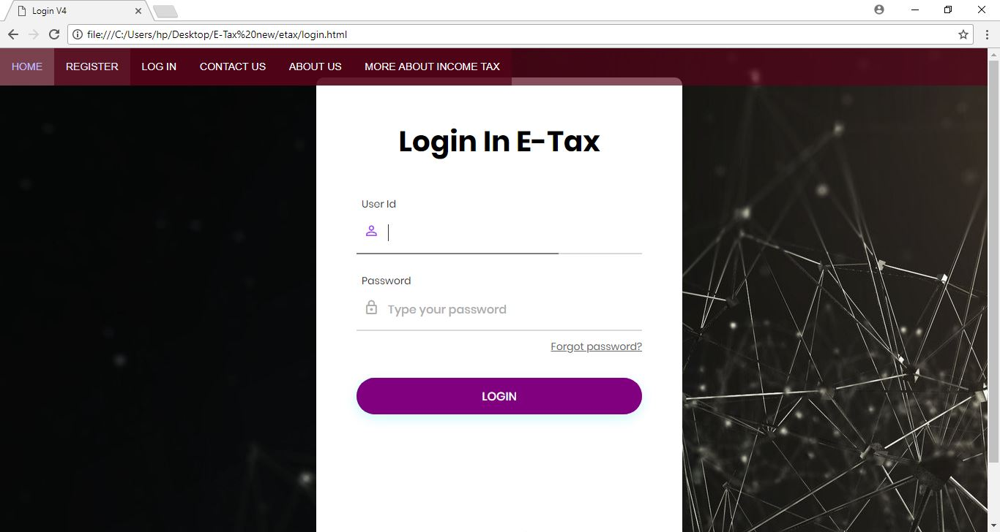 Login V4
file:///C:/Users/hp/Desktop/E-Tax%20new/etax/login.html
HOME REGISTER LOG IN CONTACT US ABOUT US MORE ABOUT INCOME TAX
Login In E-Tax
User Id
Password
Type your password
Forgot password?
LOGIN